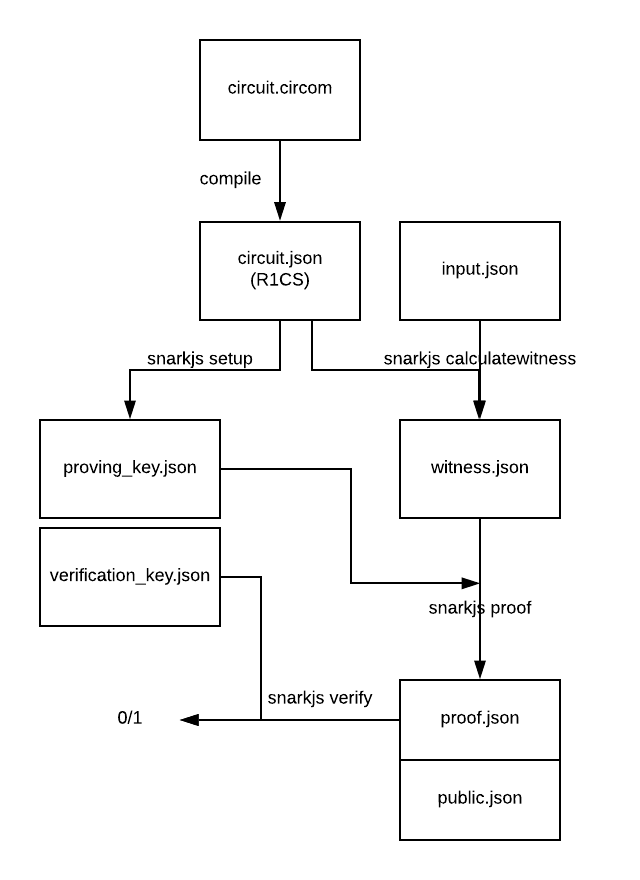 circuit.circom
compile
circuit.json
(R1CS)
input.json
snarkjs setup
snarkjs calculatewitness
proving_key.json
witness.json
verification_key.json
snarkjs proof
snarkjs verify
0/1
proof.json
public.json